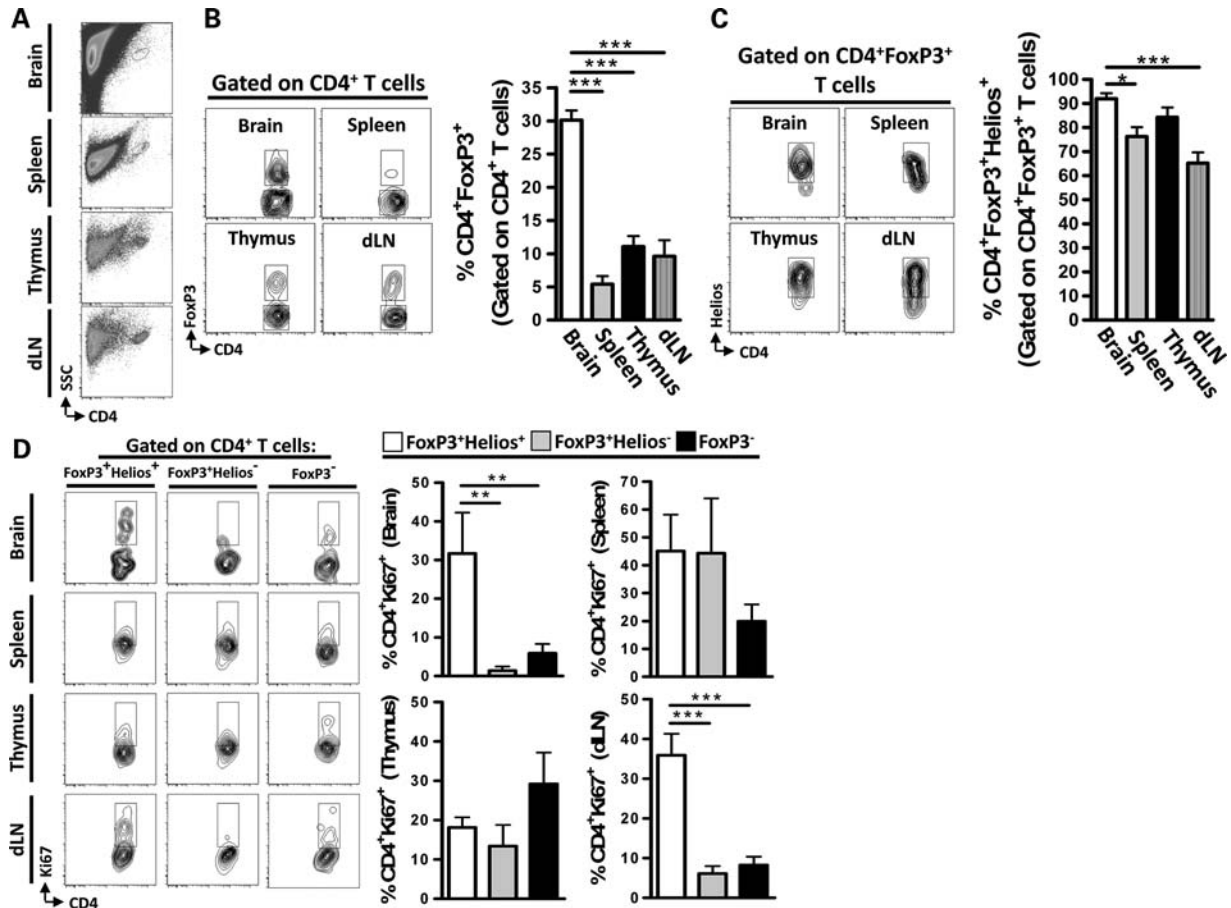 A
Brain
Spleen
Thymus
dLN
SSC
CD4
B
Gated on CD4⁺ T cells
Brain
Spleen
Thymus
dLN
FoxP3
CD4
% CD4⁺FoxP3⁺
(Gated on CD4⁺ T cells)
35
30
25
20
15
10
5
0
***
***
***
Brain
Spleen
Thymus
dLN
C
Gated on CD4⁺FoxP3⁺
T cells
Brain
Spleen
Thymus
dLN
Helios
CD4
% CD4⁺FoxP3⁺Helios⁺
(Gated on CD4⁺FoxP3⁺ T cells)
100
90
80
70
60
50
40
30
20
10
0
***
*
Brain
Spleen
Thymus
dLN
D
Gated on CD4⁺ T cells:
FoxP3⁺Helios⁺
FoxP3⁺Helios⁻
FoxP3⁻
Brain
Spleen
Thymus
dLN
Ki67
CD4
FoxP3⁺Helios⁺
FoxP3⁺Helios⁻
FoxP3⁻
% CD4⁺Ki67⁺ (Brain)
50
40
30
20
10
0
**
**
% CD4⁺Ki67⁺ (Spleen)
70
60
50
40
30
20
10
0
% CD4⁺Ki67⁺ (Thymus)
50
40
30
20
10
0
% CD4⁺Ki67⁺ (dLN)
50
40
30
20
10
0
***
***